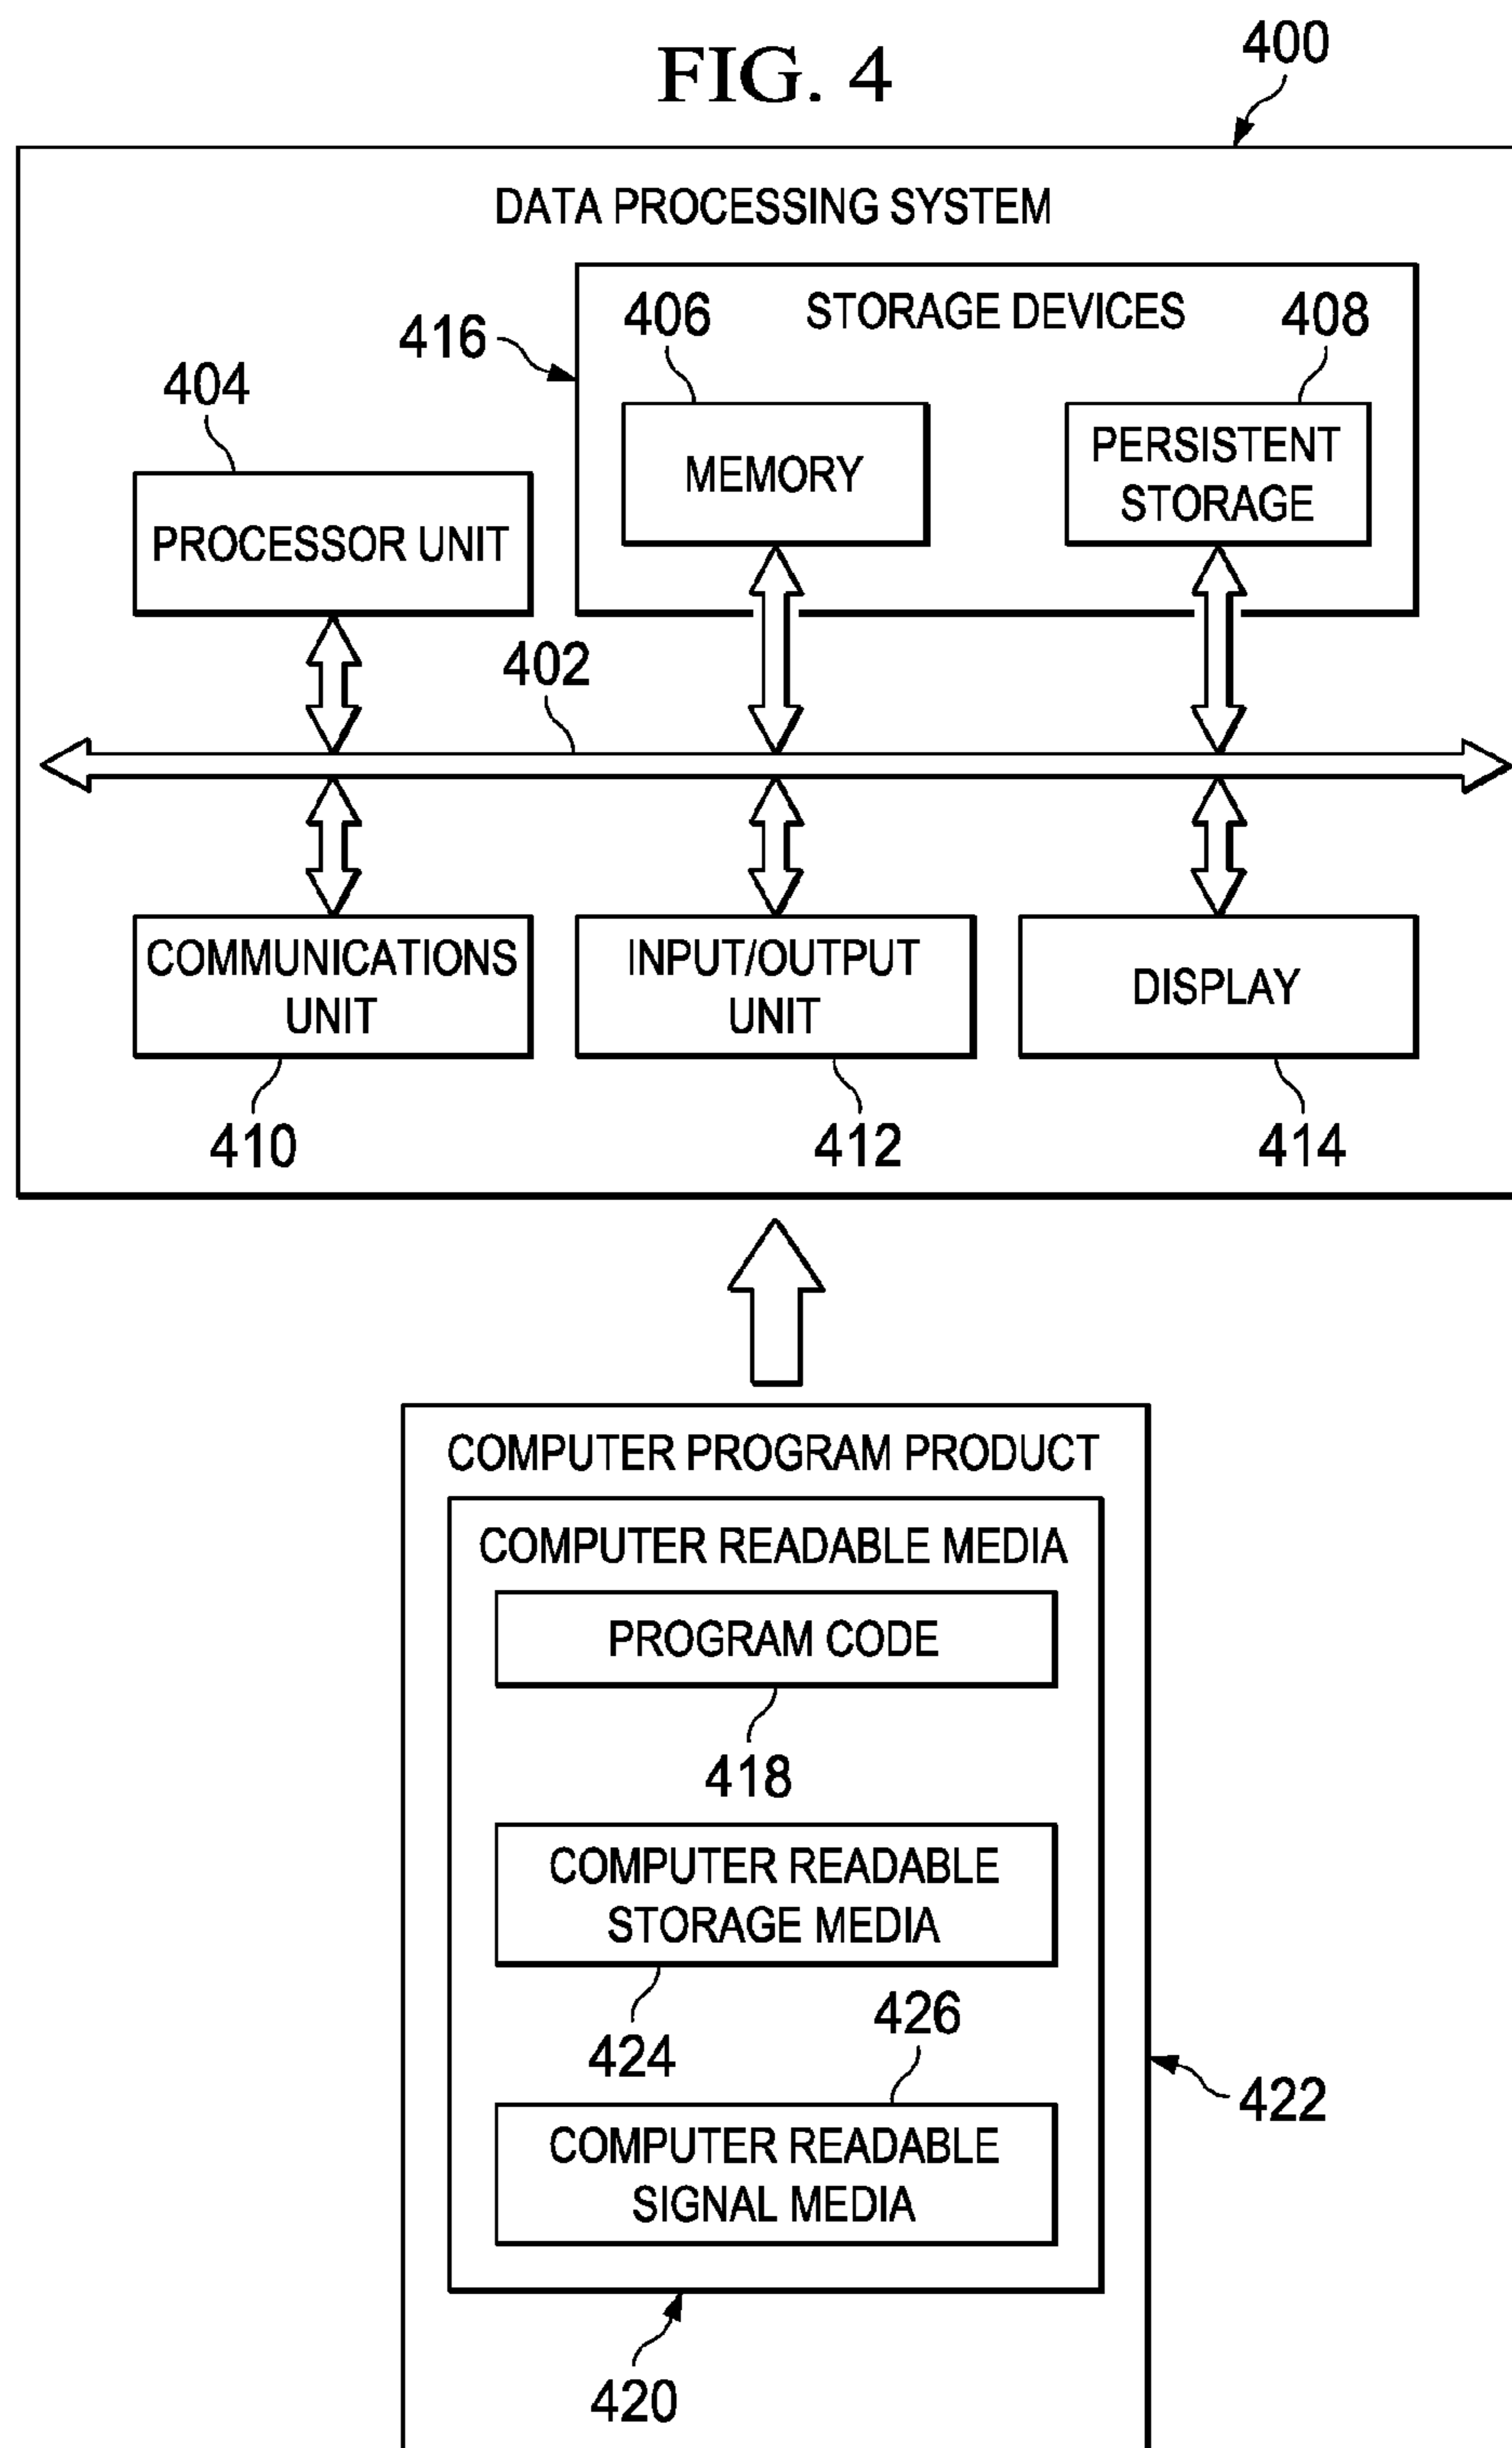 FIG. 4
400
DATA PROCESSING SYSTEM
416
406
STORAGE DEVICES
408
404
MEMORY
PERSISTENT
STORAGE
PROCESSOR UNIT
402
COMMUNICATIONS
UNIT
INPUT/OUTPUT
UNIT
DISPLAY
410
412
414
COMPUTER PROGRAM PRODUCT
COMPUTER READABLE MEDIA
PROGRAM CODE
418
COMPUTER READABLE
STORAGE MEDIA
424
426
COMPUTER READABLE
SIGNAL MEDIA
422
420